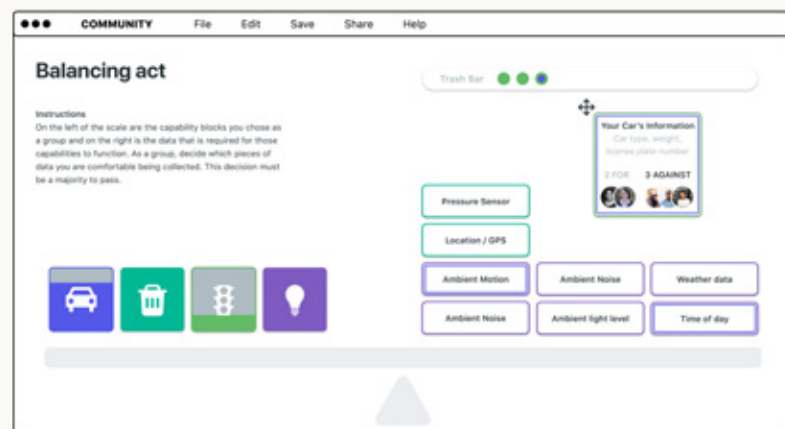 COMMUNITY File Edit Save Share Help
Balancing act
Trash Bar
Instructions
On the left of the scale are the capability blocks you chose as
a group and on the right is the data that is required for those
capabilities to function. As a group, decide which pieces of
data you are comfortable being collected. This decision must
be a majority to pass.
Your Car's Information
Car type, weight,
license plate number
2 FOR 3 AGAINST
Pressure Sensor
Location / GPS
Ambient Motion Ambient Noise Weather data
Ambient Noise Ambient light level Time of day